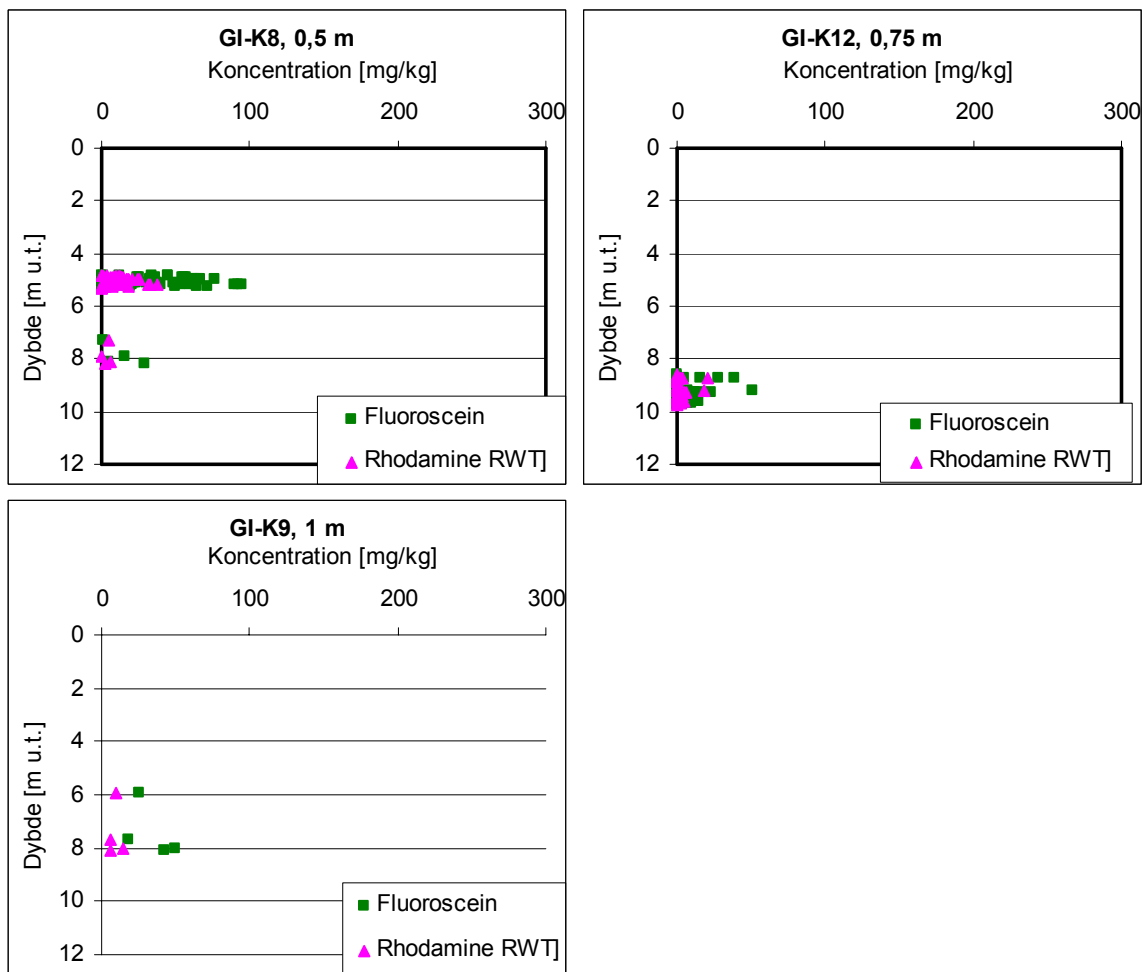 GI-K8, 0,5 m
Koncentration [mg/kg]
0 100 200 300
0
2
4
6
8
10
12
Dybde [m u.t.]
Fluoroscein
Rhodamine RWT]
GI-K12, 0,75 m
Koncentration [mg/kg]
0 100 200 300
0
2
4
6
8
10
12
Dybde [m u.t.]
Fluoroscein
Rhodamine RWT]
GI-K9, 1 m
Koncentration [mg/kg]
0 100 200 300
0
2
4
6
8
10
12
Dybde [m u.t.]
Fluoroscein
Rhodamine RWT]